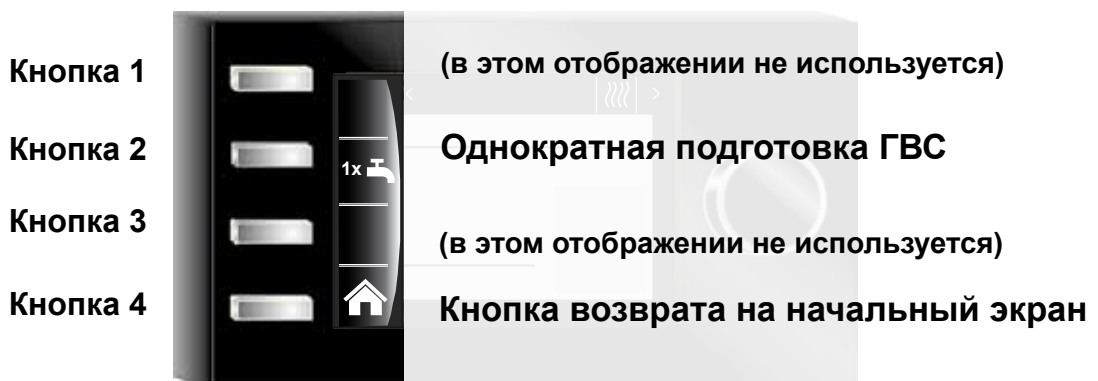 Кнопка 1
(в этом отображении не используется)
Кнопка 2
1x
Однократная подготовка ГВС
Кнопка 3
(в этом отображении не используется)
Кнопка 4
Кнопка возврата на начальный экран